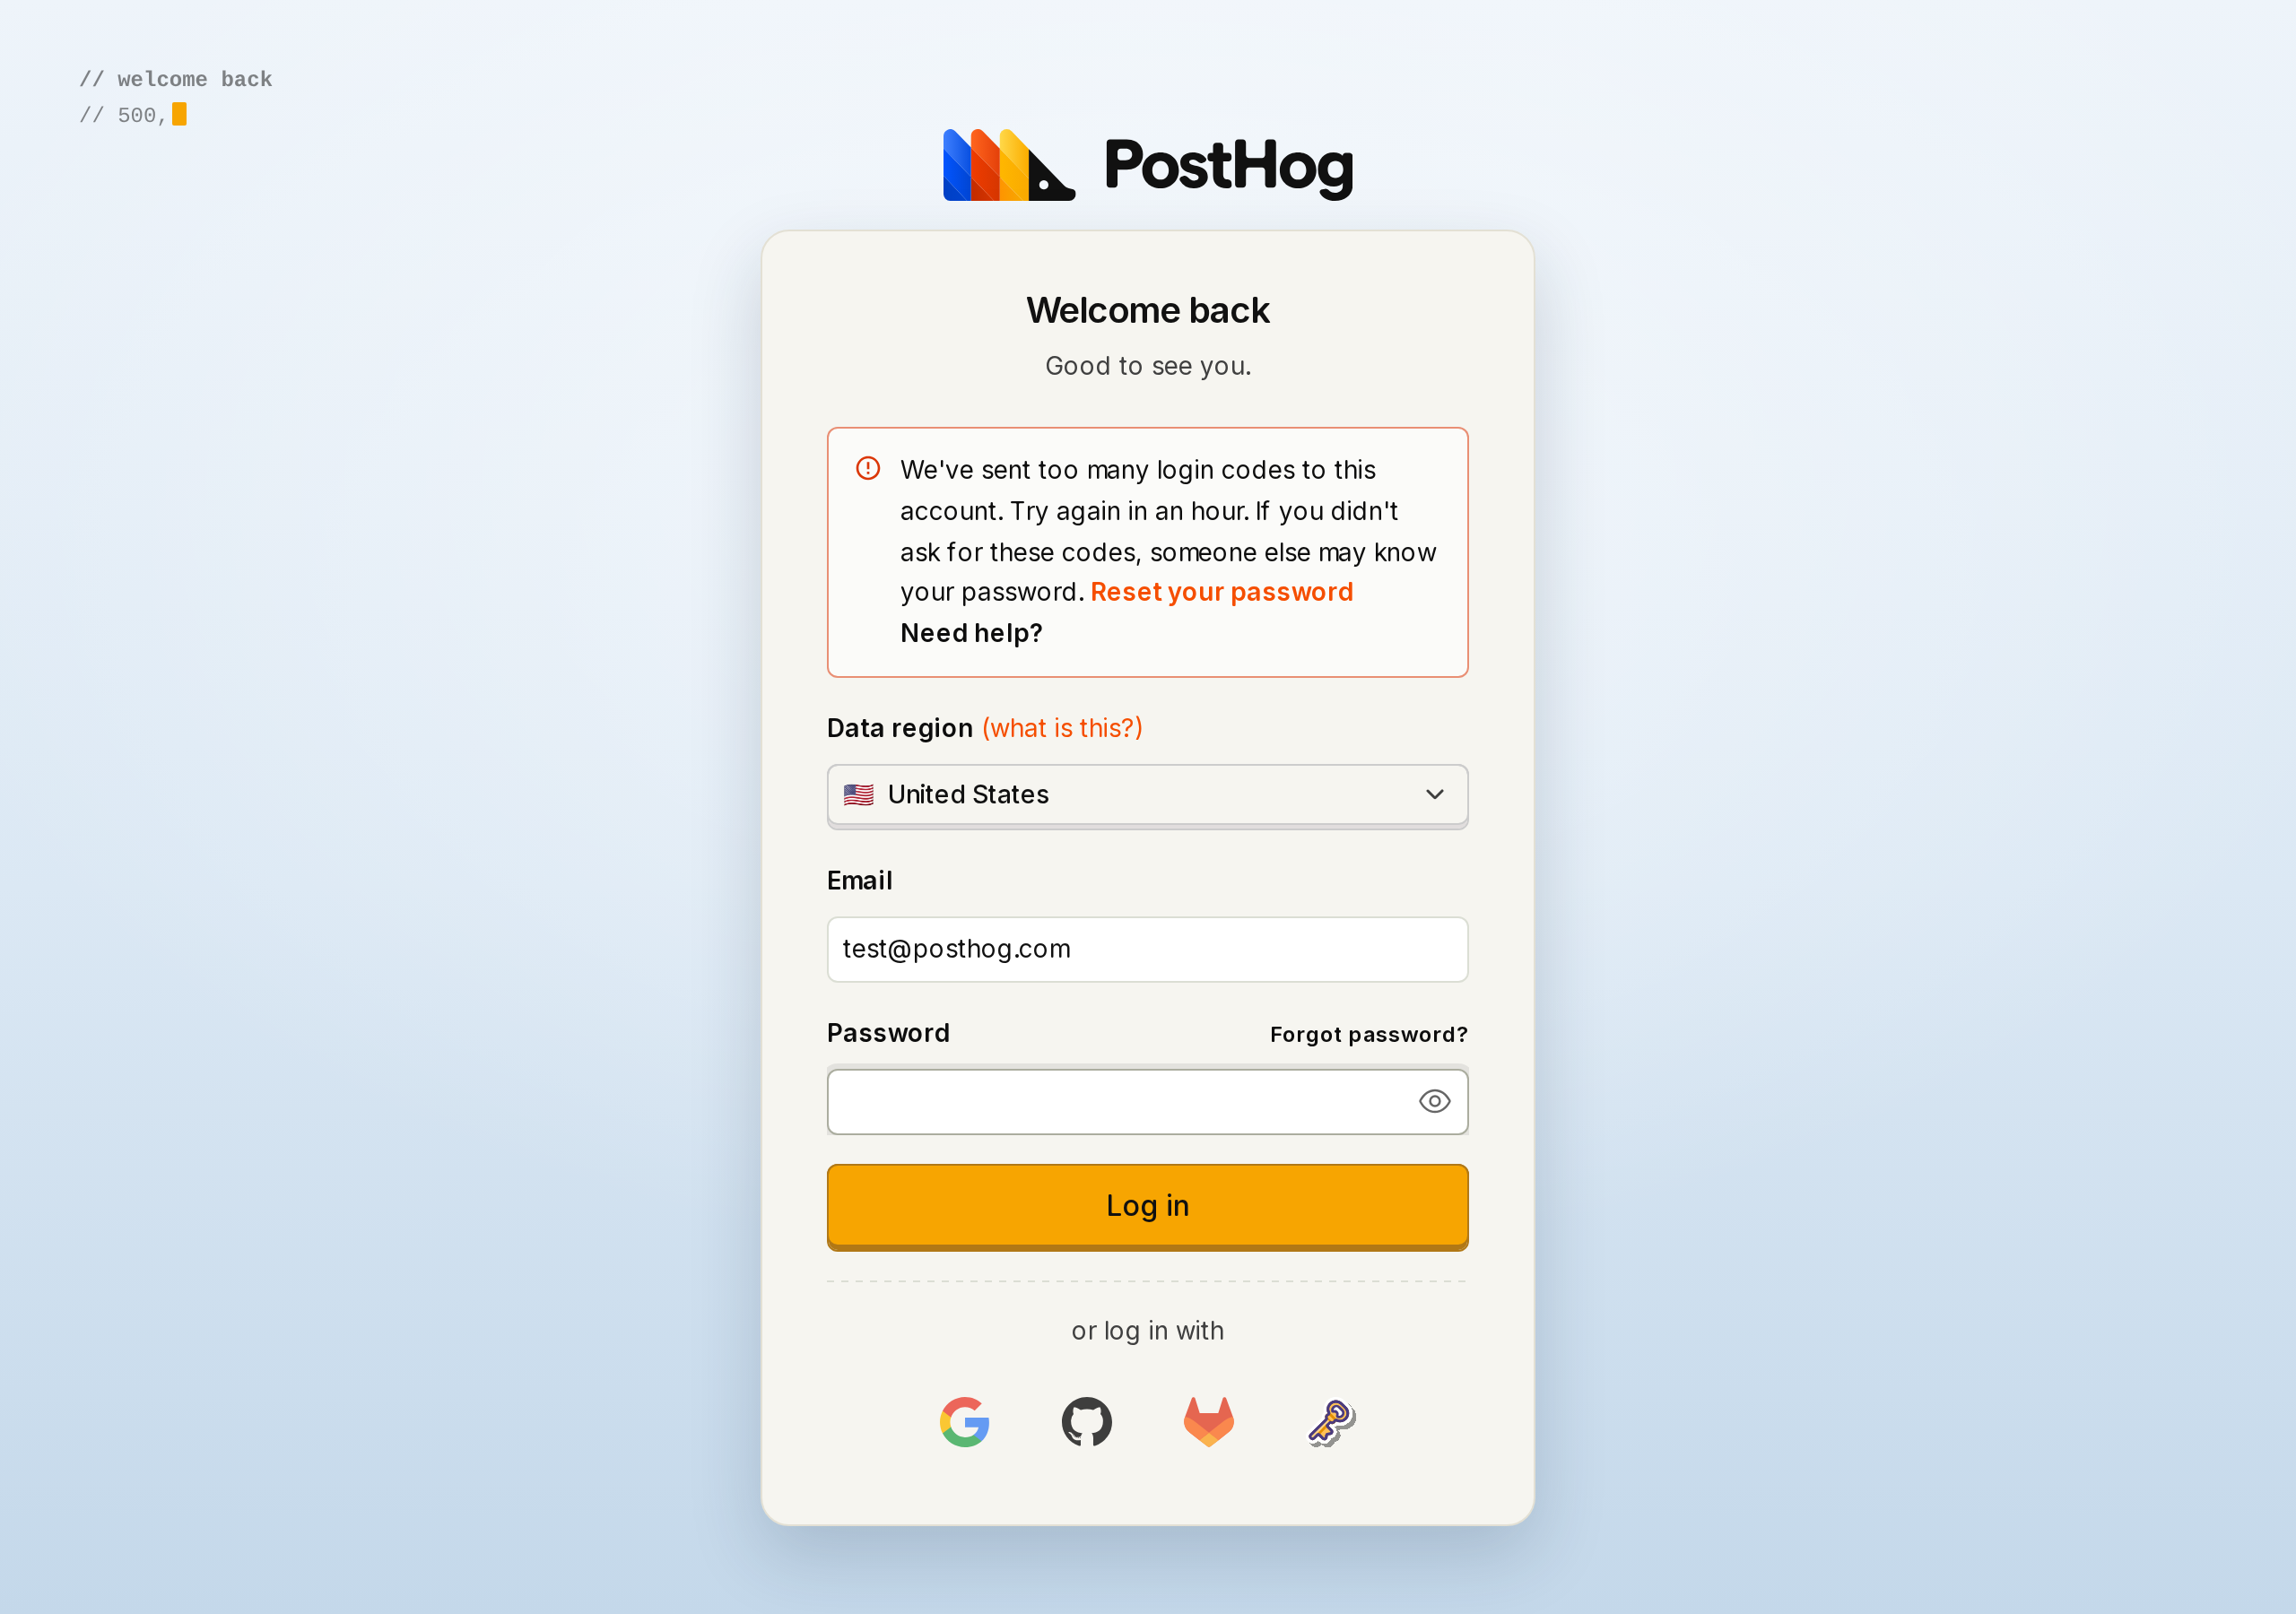 // welcome back
// 500,
PostHog
Welcome back
Good to see you.
We've sent too many login codes to this
account. Try again in an hour. If you didn't
ask for these codes, someone else may know
your password. Reset your password
Need help?
Data region (what is this?)
United States
Email
test@posthog.com
Password Forgot password?
Log in
or log in with